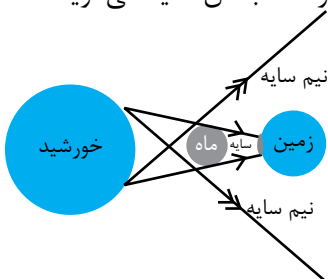 نیم سایه
خورشید
ماه
سایه
زمین
نیم سایه